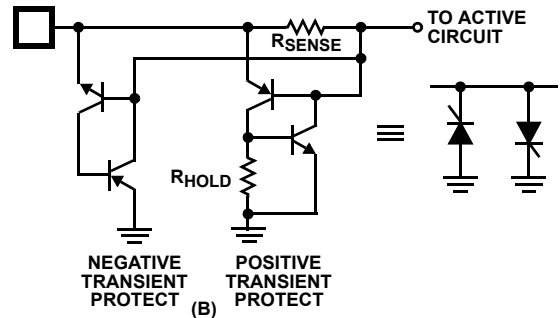 TO ACTIVE
CIRCUIT
RSENSE
RHOLD
NEGATIVE
TRANSIENT
PROTECT
POSITIVE
TRANSIENT
PROTECT
(B)